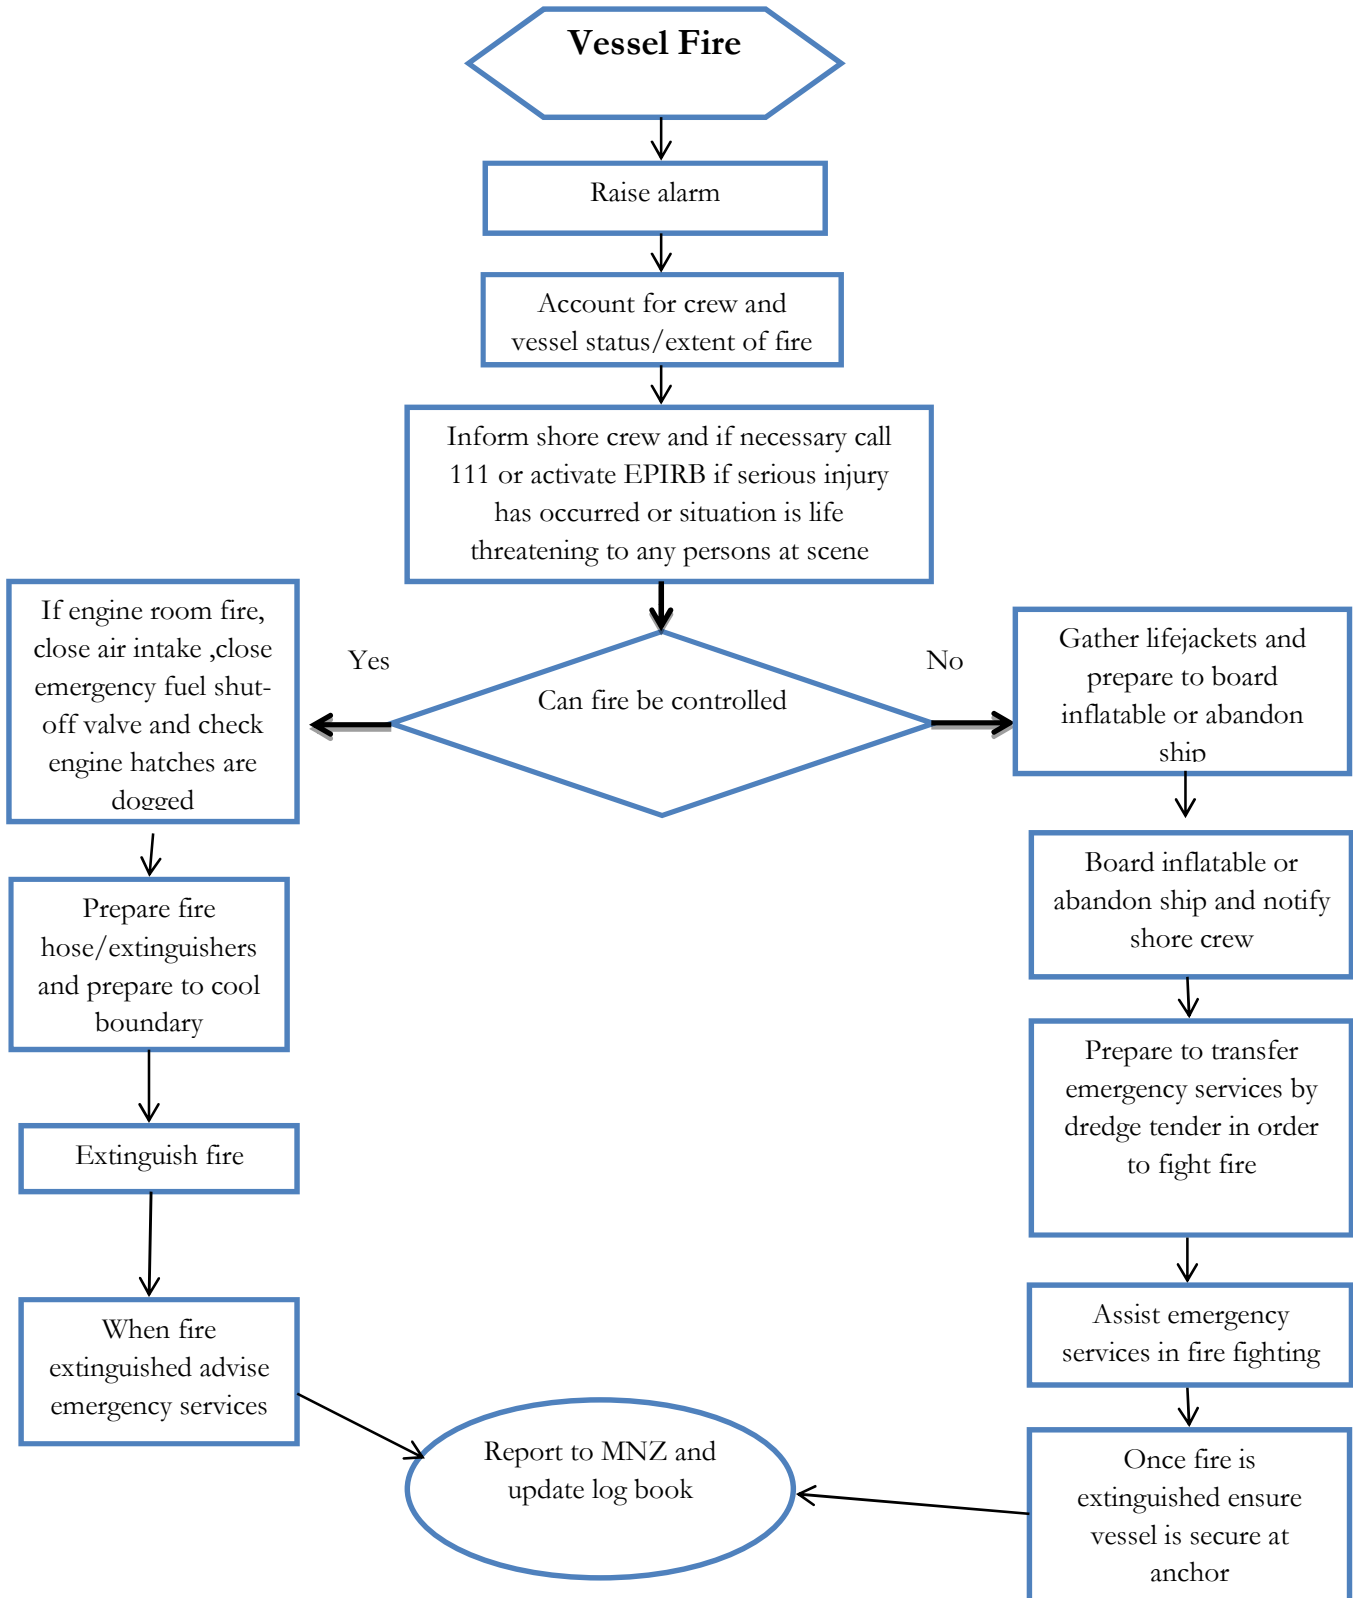 Vessel Fire
Raise alarm
Account for crew and
vessel status/extent of fire
Inform shore crew and if necessary call
111 or activate EPIRB if serious injury
has occurred or situation is life
threatening to any persons at scene
Can fire be controlled
Yes
If engine room fire,
close air intake ,close
emergency fuel shut-
off valve and check
engine hatches are
dogged
Prepare fire
hose/extinguishers
and prepare to cool
boundary
Extinguish fire
When fire
extinguished advise
emergency services
No
Gather lifejackets and
prepare to board
inflatable or abandon
ship
Board inflatable or
abandon ship and notify
shore crew
Prepare to transfer
emergency services by
dredge tender in order
to fight fire
Assist emergency
services in fire fighting
Once fire is
extinguished ensure
vessel is secure at
anchor
Report to MNZ and
update log book